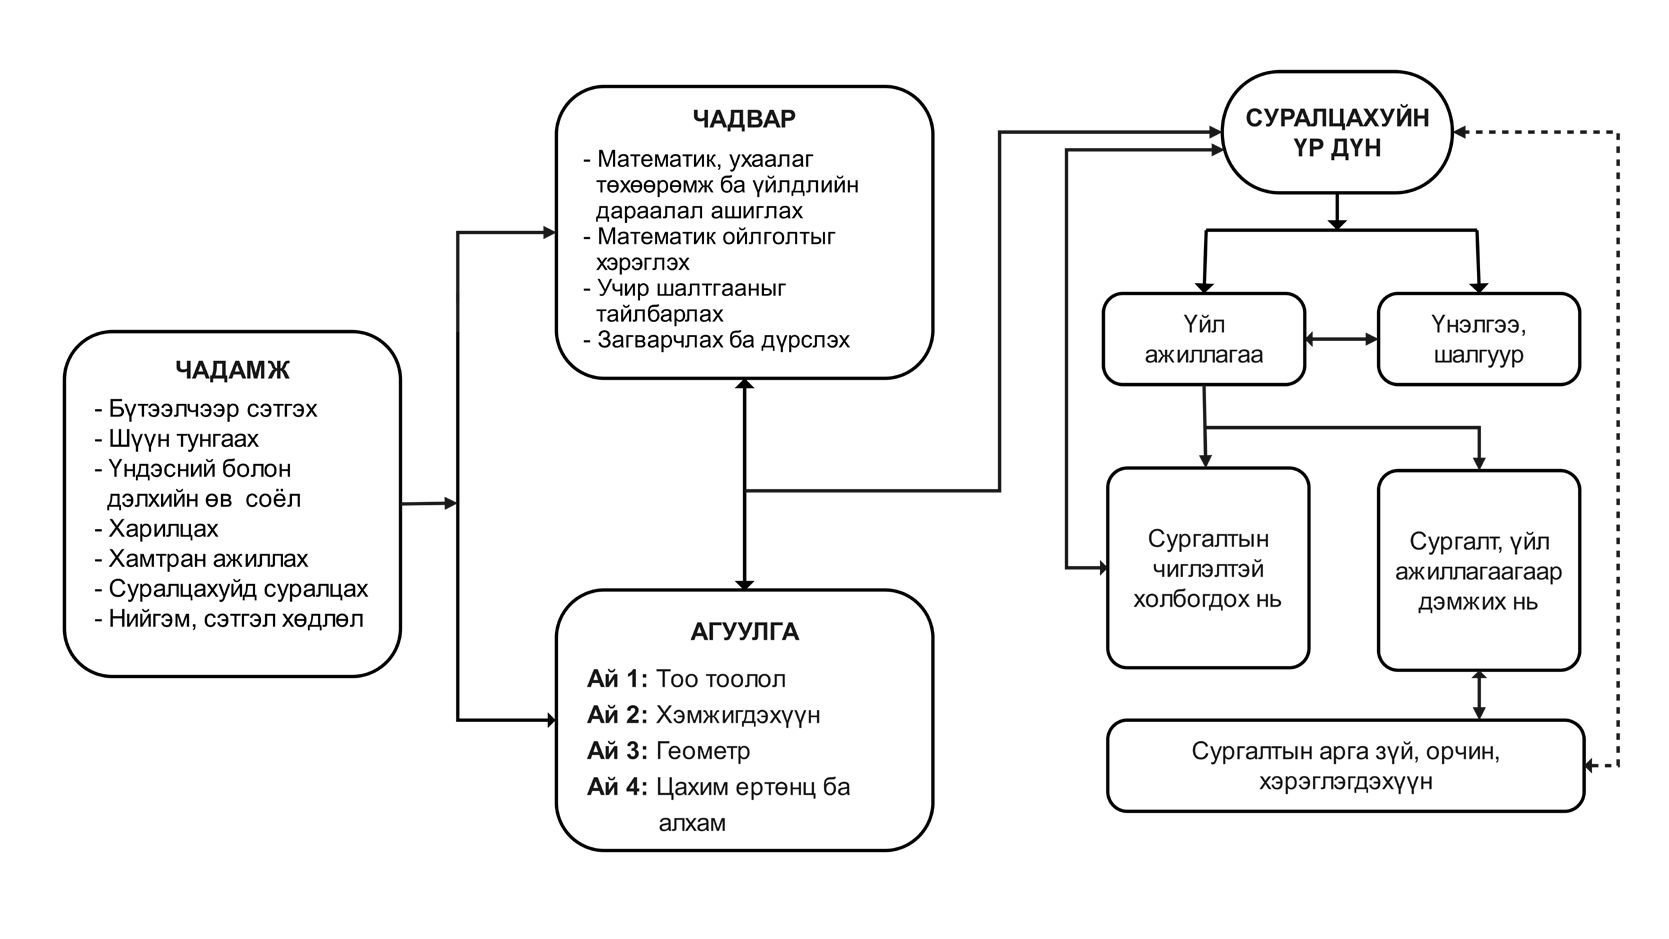 ЧАДАМЖ
- Бүтээлчээр сэтгэх
- Шүүн тунгаах
- Үндэсний болон
дэлхийн өв соёл
- Харилцах
- Хамтран ажиллах
- Суралцахуйд суралцах
- Нийгэм, сэтгэл хөдлөл
ЧАДВАР
- Математик, ухаалаг
төхөөрөмж ба үйлдлийн
дараалал ашиглах
- Математик ойлголтыг
хэрэглэх
- Учир шалтгааныг
тайлбарлах
- Загварчлах ба дүрслэх
АГУУЛГА
Ай 1: Тоо тоолол
Ай 2: Хэмжигдэхүүн
Ай 3: Геометр
Ай 4: Цахим ертөнц ба
алхам
СУРАЛЦАХУЙН
ҮР ДҮН
Үйл
ажиллагаа
Үнэлгээ,
шалгуур
Сургалтын
чиглэлтэй
холбогдох нь
Сургалт, үйл
ажиллагаагаар
дэмжих нь
Сургалтын арга зүй, орчин,
хэрэглэгдэхүүн